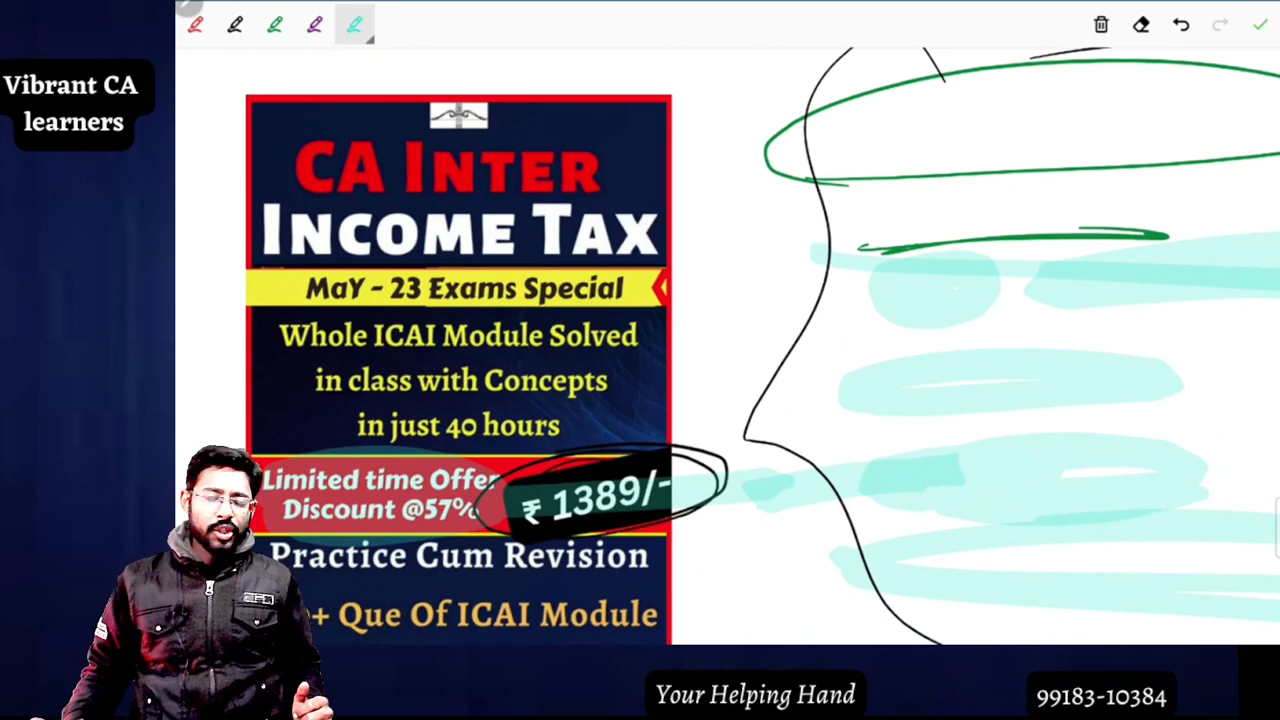 Vibrant CA
learners
CA Inter
Income Tax
MaY - 23 Exams Special
Whole ICAI Module Solved
in class with Concepts
in just 40 hours
Limited time Offer
Discount @57%
₹ 1389/-
Practice Cum Revision
+ Que Of ICAI Module
Your Helping Hand
99183-10384